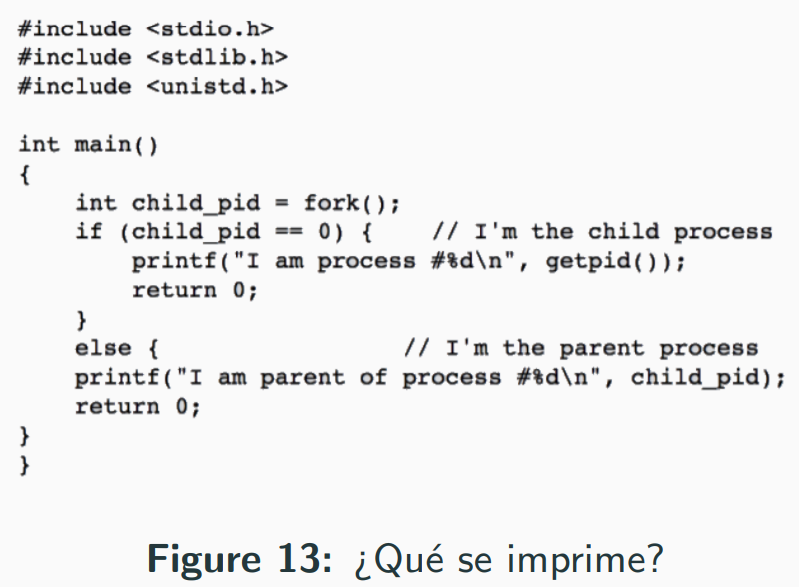 #include <stdio.h>
#include <stdlib.h>
#include <unistd.h>

int main()
{
    int child_pid = fork();
    if (child_pid == 0) {    // I'm the child process
        printf("I am process #%d\n", getpid());
        return 0;
    }
    else {                 // I'm the parent process
    printf("I am parent of process #%d\n", child_pid);
    return 0;
}
}
Figure 13: ¿Qué se imprime?